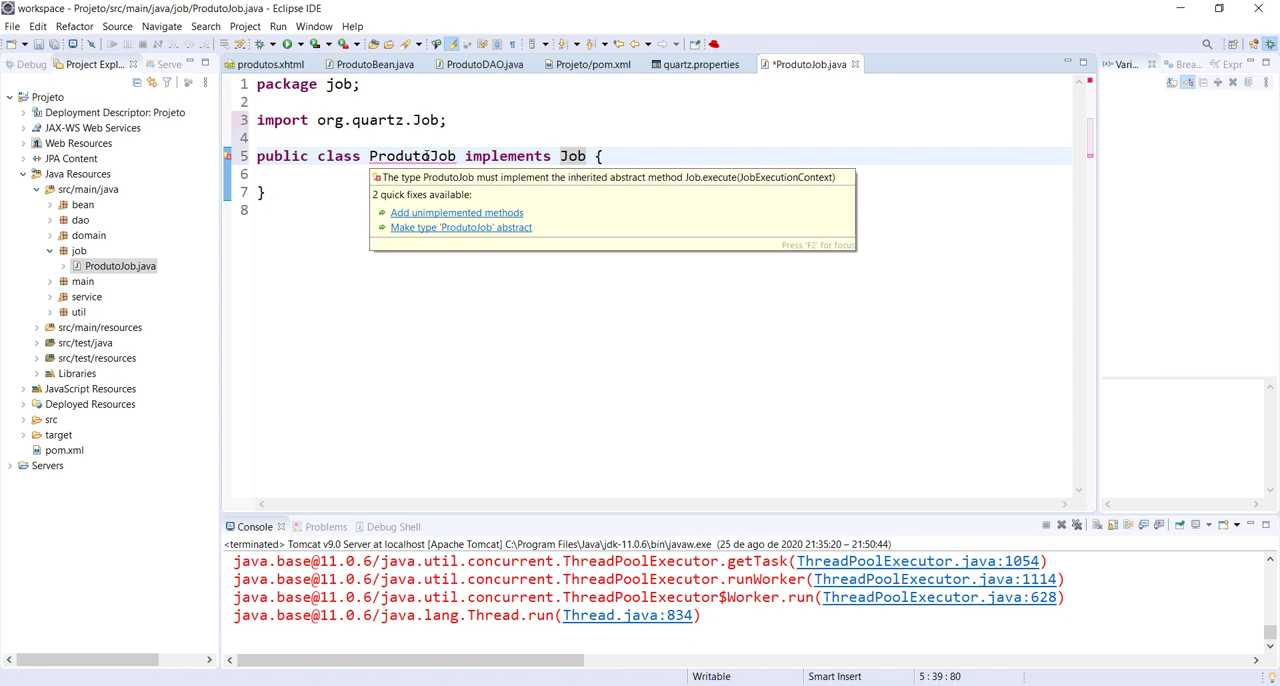 workspace - Projeto/src/main/java/job/ProdutoJob.java - Eclipse IDE
File Edit Refactor Source Navigate Search Project Run Window Help
Debug Project Expl... Serve
produtos.xhtml ProdutoBean.java ProdutoDAO.java Projeto/pom.xml quartz.properties *ProdutoJob.java
Vari... Brea... Expr
Projeto
Deployment Descriptor: Projeto
JAX-WS Web Services
Web Resources
JPA Content
Java Resources
src/main/java
bean
dao
domain
job
ProdutoJob.java
main
service
util
src/main/resources
src/test/java
src/test/resources
Libraries
JavaScript Resources
Deployed Resources
src
target
pom.xml
Servers
1 package job;
2
3 import org.quartz.Job;
4
5 public class ProdutoJob implements Job {
6
7 }
8
The type ProdutoJob must implement the inherited abstract method Job.execute(JobExecutionContext)
2 quick fixes available:
Add unimplemented methods
Make type 'ProdutoJob' abstract
Press 'F2' for focus
Console Problems Debug Shell
<terminated> Tomcat v9.0 Server at localhost [Apache Tomcat] C:\Program Files\Java\jdk-11.0.6\bin\javaw.exe (25 de ago de 2020 21:35:20 – 21:50:44)
java.base@11.0.6/java.util.concurrent.ThreadPoolExecutor.getTask(ThreadPoolExecutor.java:1054)
java.base@11.0.6/java.util.concurrent.ThreadPoolExecutor.runWorker(ThreadPoolExecutor.java:1114)
java.base@11.0.6/java.util.concurrent.ThreadPoolExecutor$Worker.run(ThreadPoolExecutor.java:628)
java.base@11.0.6/java.lang.Thread.run(Thread.java:834)
Writable Smart Insert 5 : 39 : 80